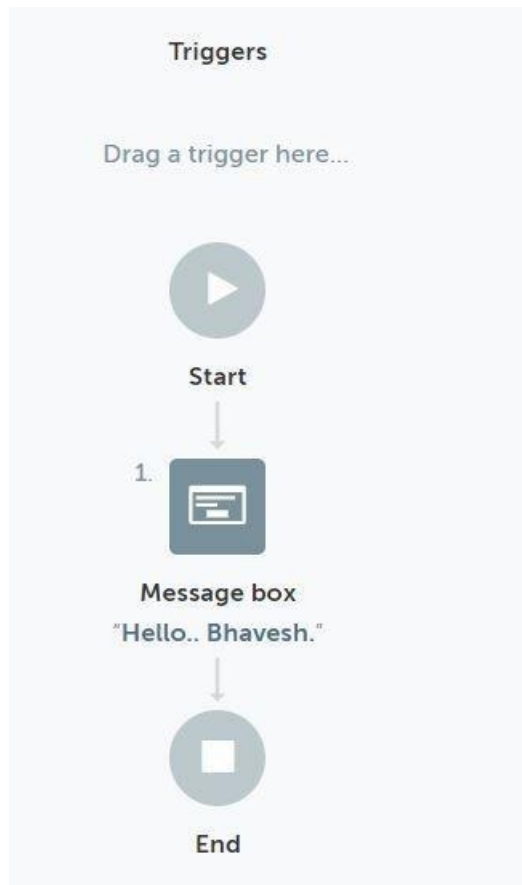 Triggers
Drag a trigger here...
Start
1.
Message box
"Hello.. Bhavesh."
End